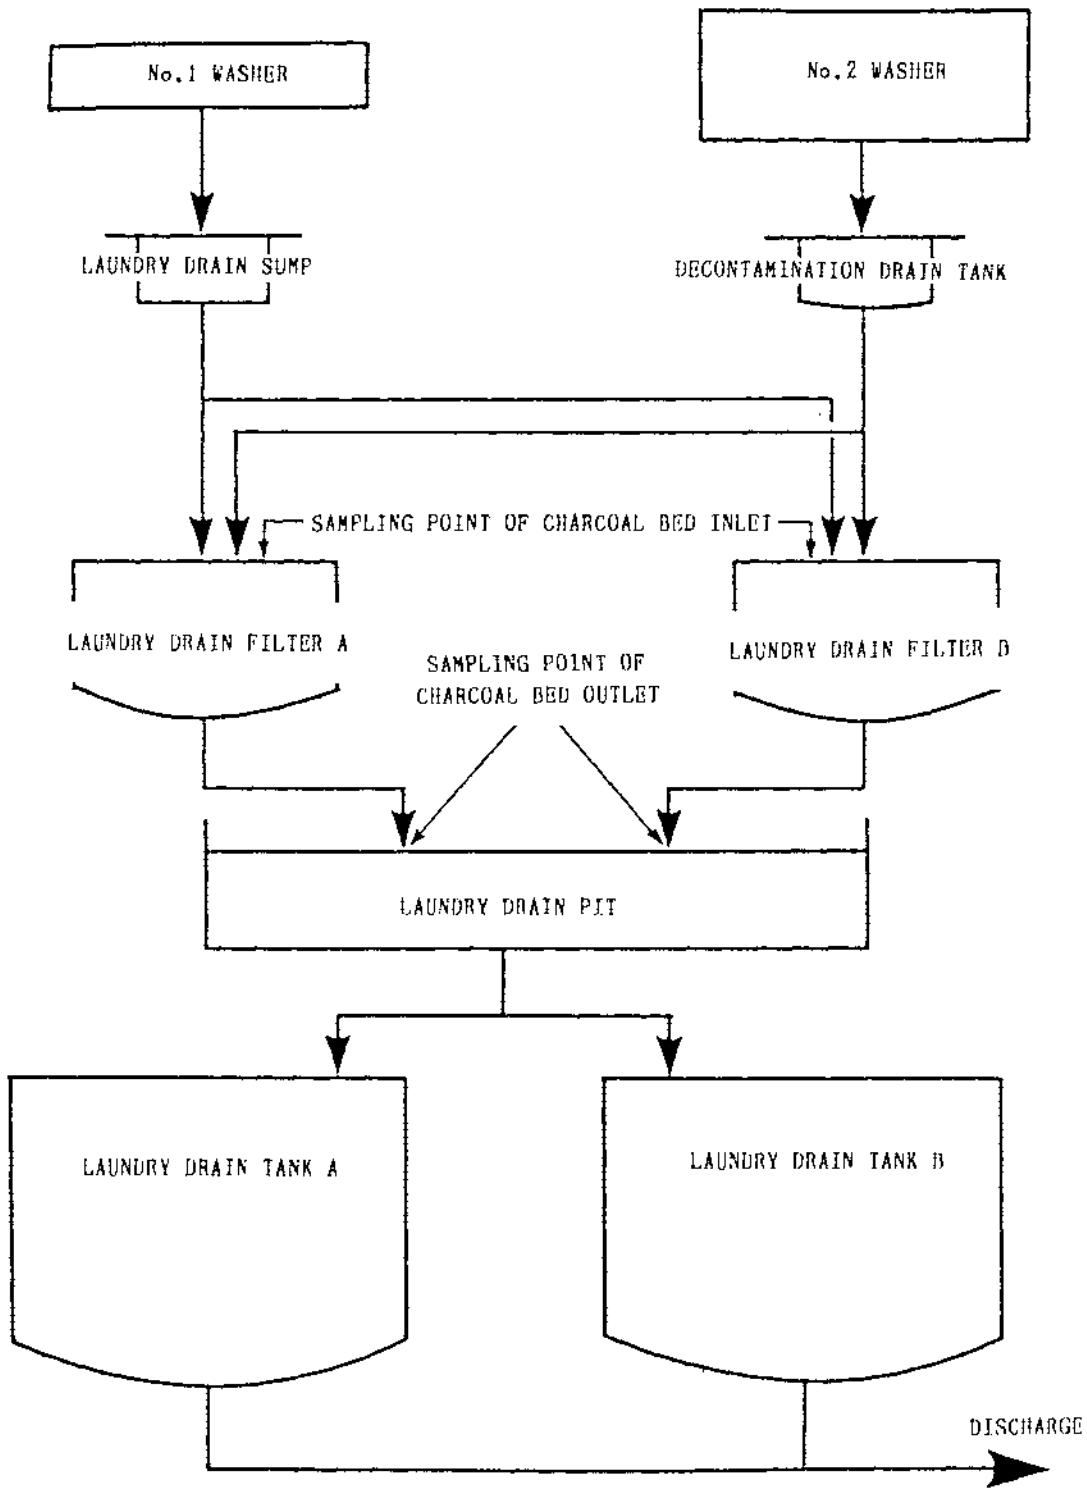 No.1 WASHER
No.2 WASHER
LAUNDRY DRAIN SUMP
DECONTAMINATION DRAIN TANK
SAMPLING POINT OF CHARCOAL BED INLET
LAUNDRY DRAIN FILTER A
LAUNDRY DRAIN FILTER B
SAMPLING POINT OF
CHARCOAL BED OUTLET
LAUNDRY DRAIN PIT
LAUNDRY DRAIN TANK A
LAUNDRY DRAIN TANK B
DISCHARGE